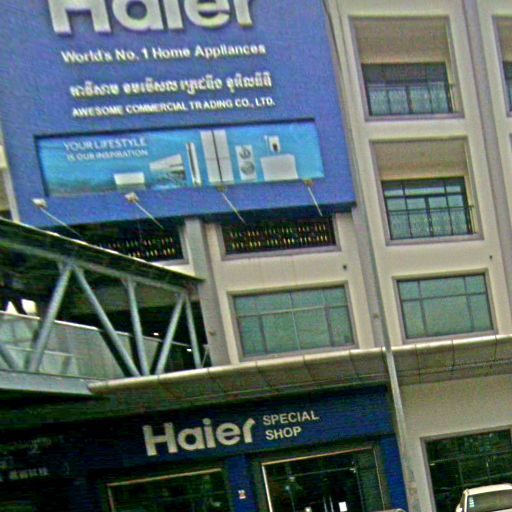 Haier
World's No.1 Home Appliances
AWESOME COMMERCIAL TRADING CO., LTD.
YOUR LIFESTYLE
IS OUR INSPIRATION
Haier SPECIAL
SHOP